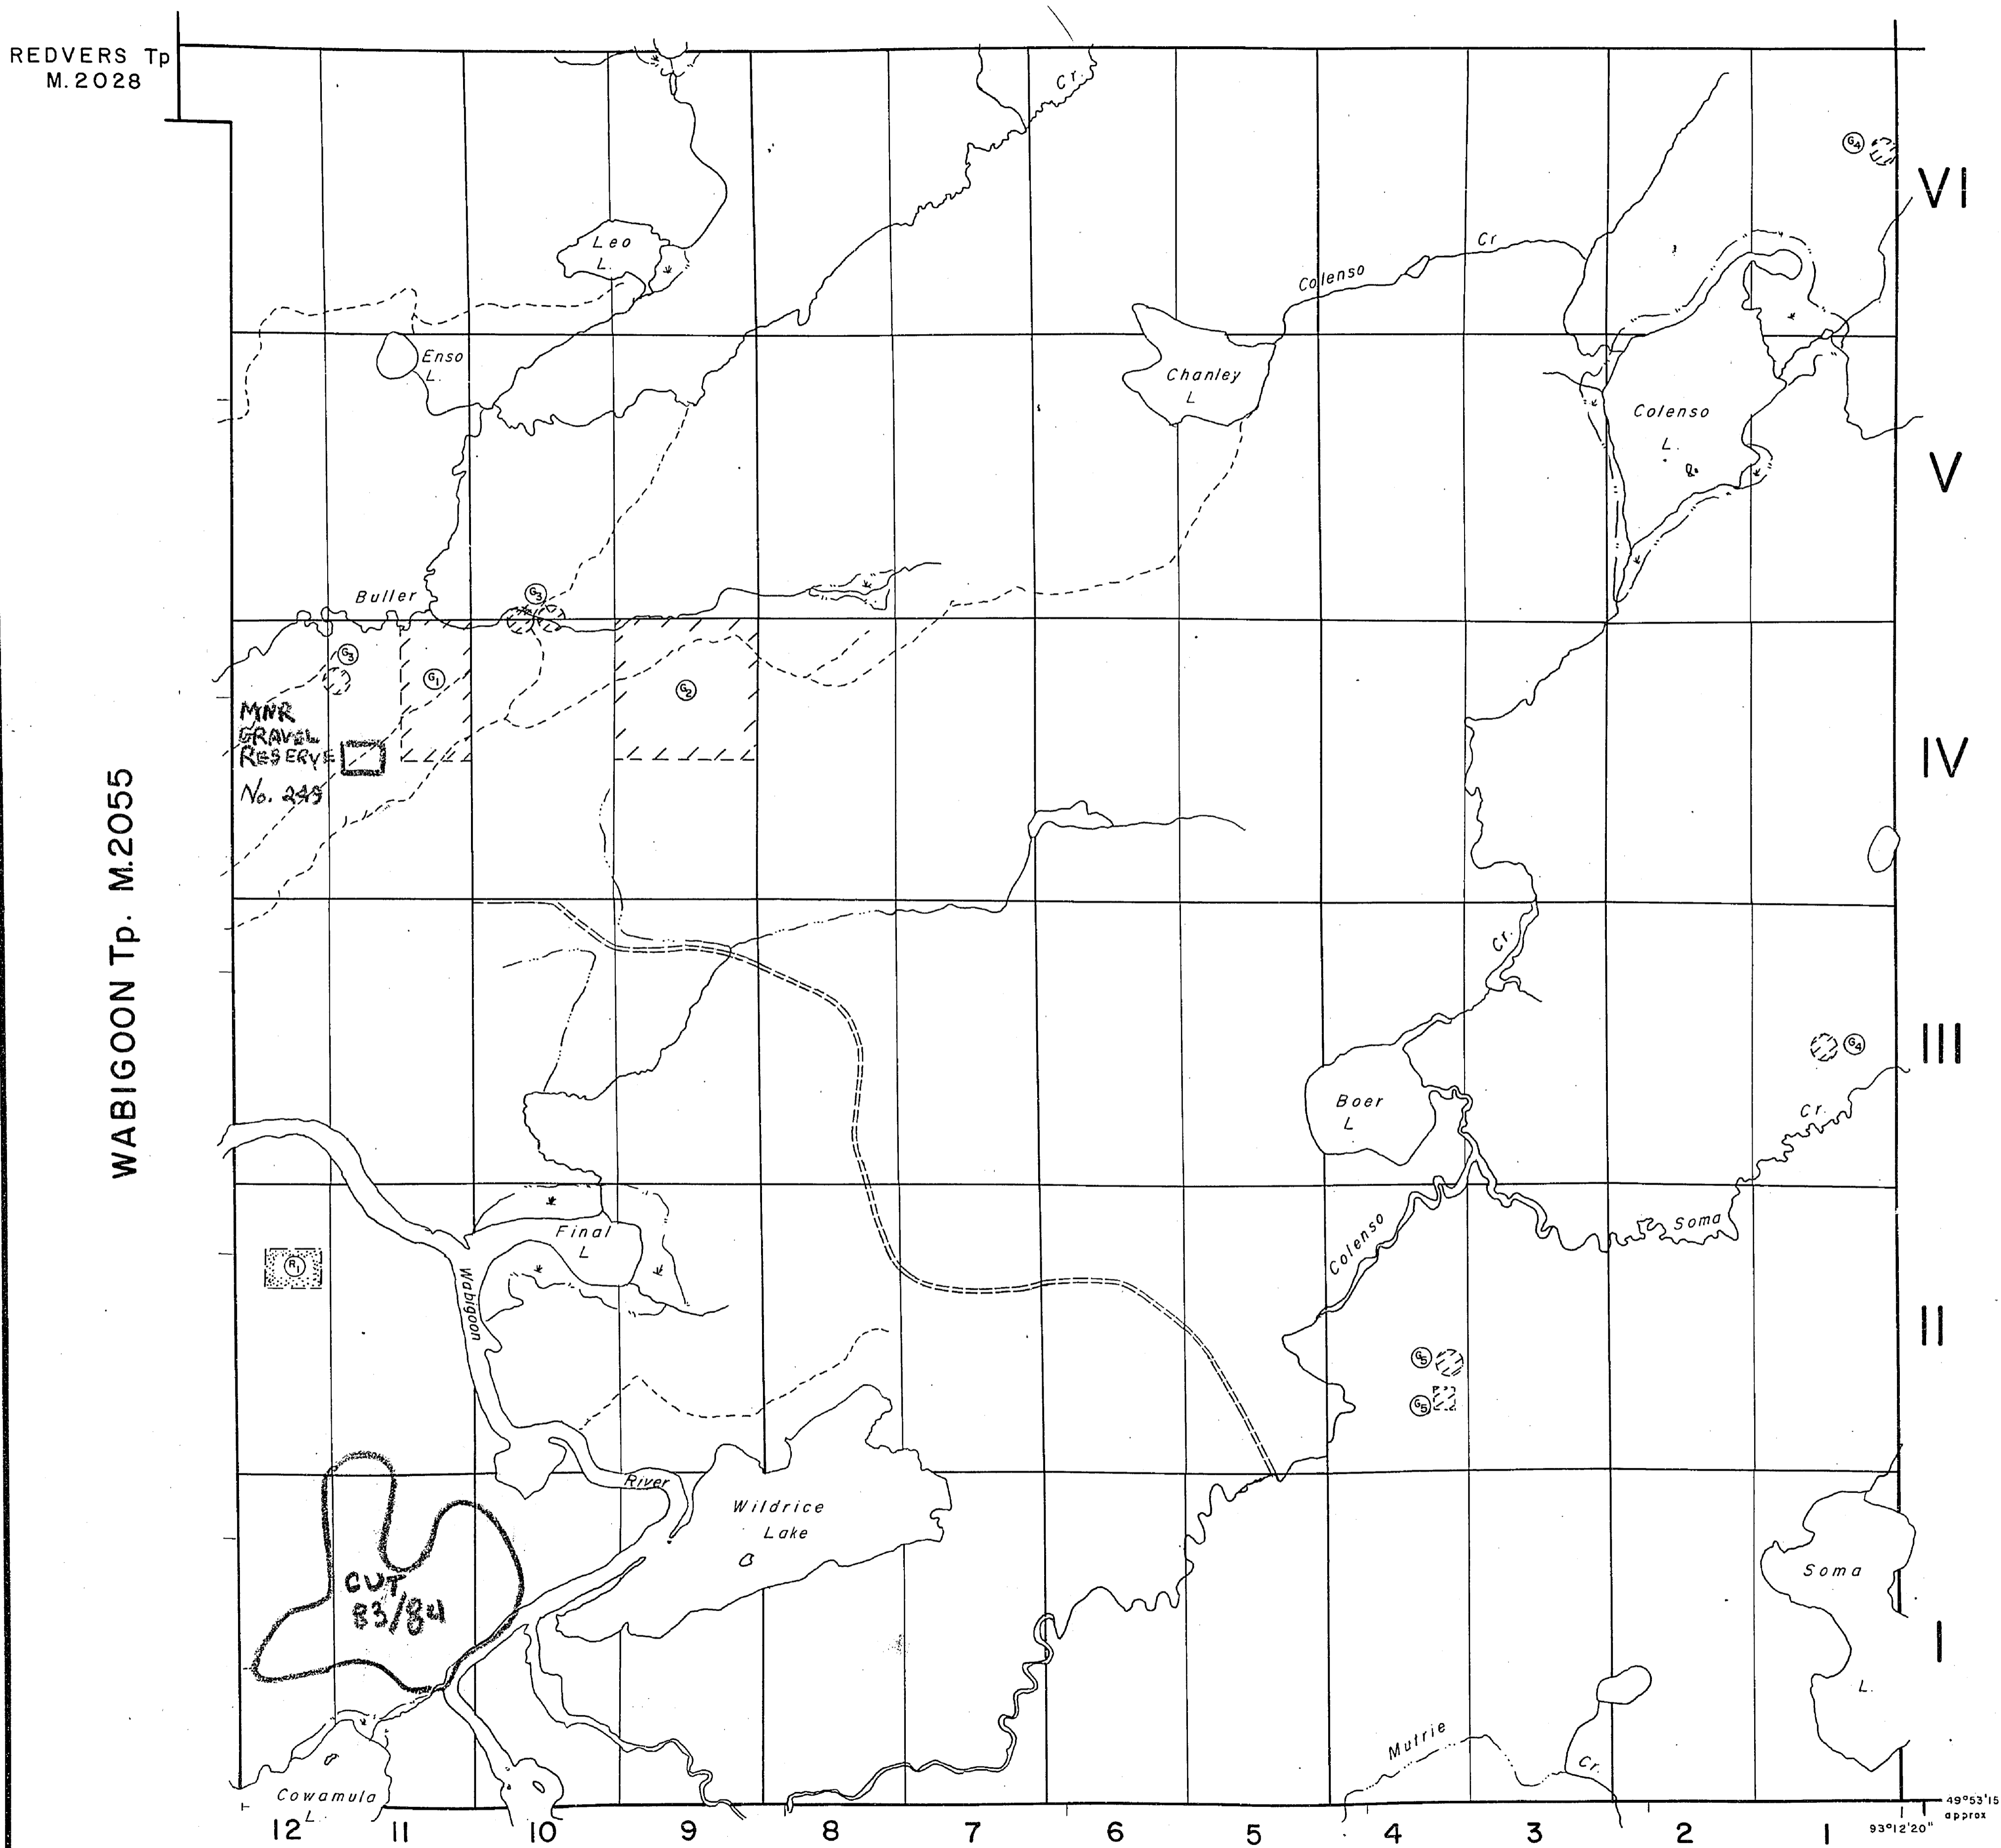 REDVERS Tp
M.2028
Cr.
G4
VI
Leo
L.
Cr
Colenso
Enso
L.
Chanley
L
Colenso
L.
V
Buller
G3
G3
G1
G2
MNR
GRAVEL
RESERVE
No. 249
IV
WABIGOON Tp. M.2055
Cr.
G4
III
Boer
L
Cr.
Final
L
Colenso
Soma
R1
Wabigoon
II
G5
G5
River
Wildrice
Lake
CUT
83/84
Soma
L.
I
Mutrie
Cr.
Cowamula
L.
49°53'15
approx
93°12'20"
12 11 10 9 8 7 6 5 4 3 2 1